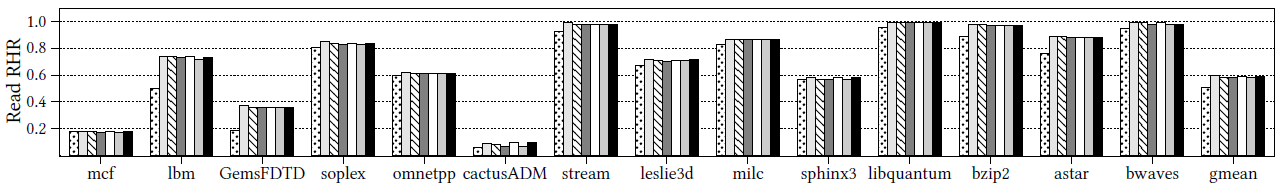 Read RHR
1.0
0.8
0.6
0.4
0.2
mcf lbm GemsFDTD soplex omnetpp cactusADM stream leslie3d milc sphinx3 libquantum bzip2 astar bwaves gmean